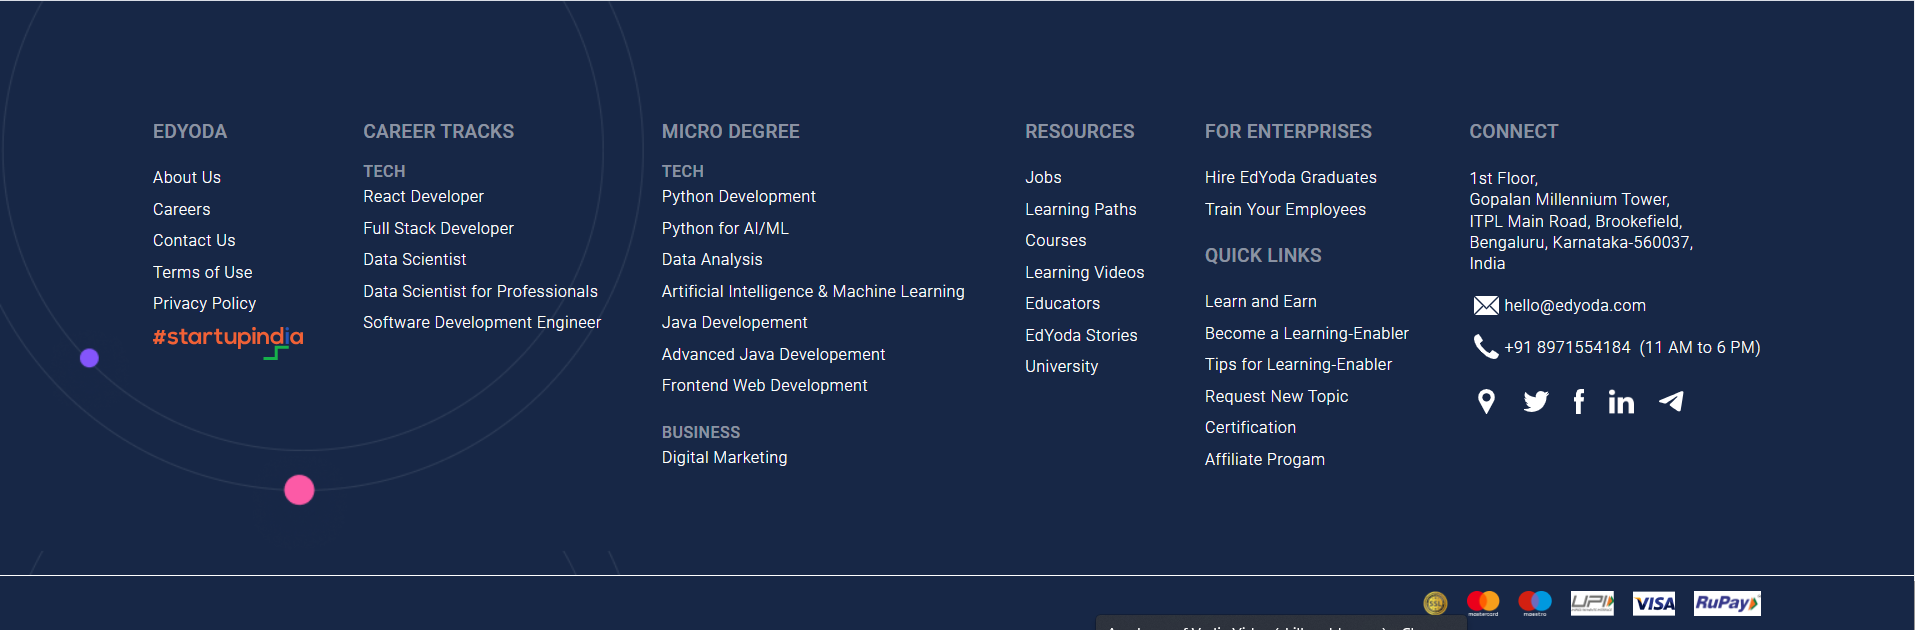 EDYODA
About Us
Careers
Contact Us
Terms of Use
Privacy Policy
#startupindia
CAREER TRACKS
TECH
React Developer
Full Stack Developer
Data Scientist
Data Scientist for Professionals
Software Development Engineer
MICRO DEGREE
TECH
Python Development
Python for AI/ML
Data Analysis
Artificial Intelligence & Machine Learning
Java Developement
Advanced Java Developement
Frontend Web Development
BUSINESS
Digital Marketing
RESOURCES
Jobs
Learning Paths
Courses
Learning Videos
Educators
EdYoda Stories
University
FOR ENTERPRISES
Hire EdYoda Graduates
Train Your Employees
QUICK LINKS
Learn and Earn
Become a Learning-Enabler
Tips for Learning-Enabler
Request New Topic
Certification
Affiliate Progam
CONNECT
1st Floor,
Gopalan Millennium Tower,
ITPL Main Road, Brookefield,
Bengaluru, Karnataka-560037,
India
hello@edyoda.com
+91 8971554184 (11 AM to 6 PM)
SSL
mastercard
maestro
UPI
VISA
RuPay